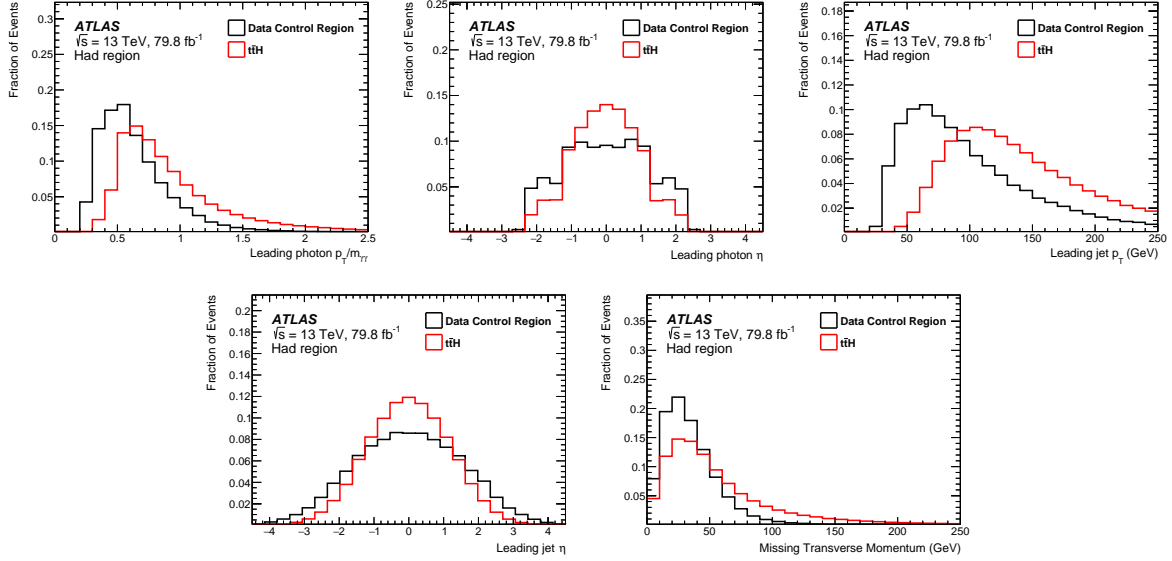 Fraction of Events
0.3
0.25
0.2
0.15
0.1
0.05
ATLAS
√s = 13 TeV, 79.8 fb⁻¹
Had region
Data Control Region
tt̄H
0 0.5 1 1.5 2 2.5
Leading photon p_T/m_γγ
Fraction of Events
0.25
0.2
0.15
0.1
0.05
ATLAS
√s = 13 TeV, 79.8 fb⁻¹
Had region
Data Control Region
tt̄H
−4 −3 −2 −1 0 1 2 3 4
Leading photon η
Fraction of Events
0.18
0.16
0.14
0.12
0.1
0.08
0.06
0.04
0.02
ATLAS
√s = 13 TeV, 79.8 fb⁻¹
Had region
Data Control Region
tt̄H
0 50 100 150 200 250
Leading jet p_T (GeV)
Fraction of Events
0.2
0.18
0.16
0.14
0.12
0.1
0.08
0.06
0.04
0.02
ATLAS
√s = 13 TeV, 79.8 fb⁻¹
Had region
Data Control Region
tt̄H
−4 −3 −2 −1 0 1 2 3 4
Leading jet η
Fraction of Events
0.35
0.3
0.25
0.2
0.15
0.1
0.05
ATLAS
√s = 13 TeV, 79.8 fb⁻¹
Had region
Data Control Region
tt̄H
0 50 100 150 200 250
Missing Transverse Momentum (GeV)